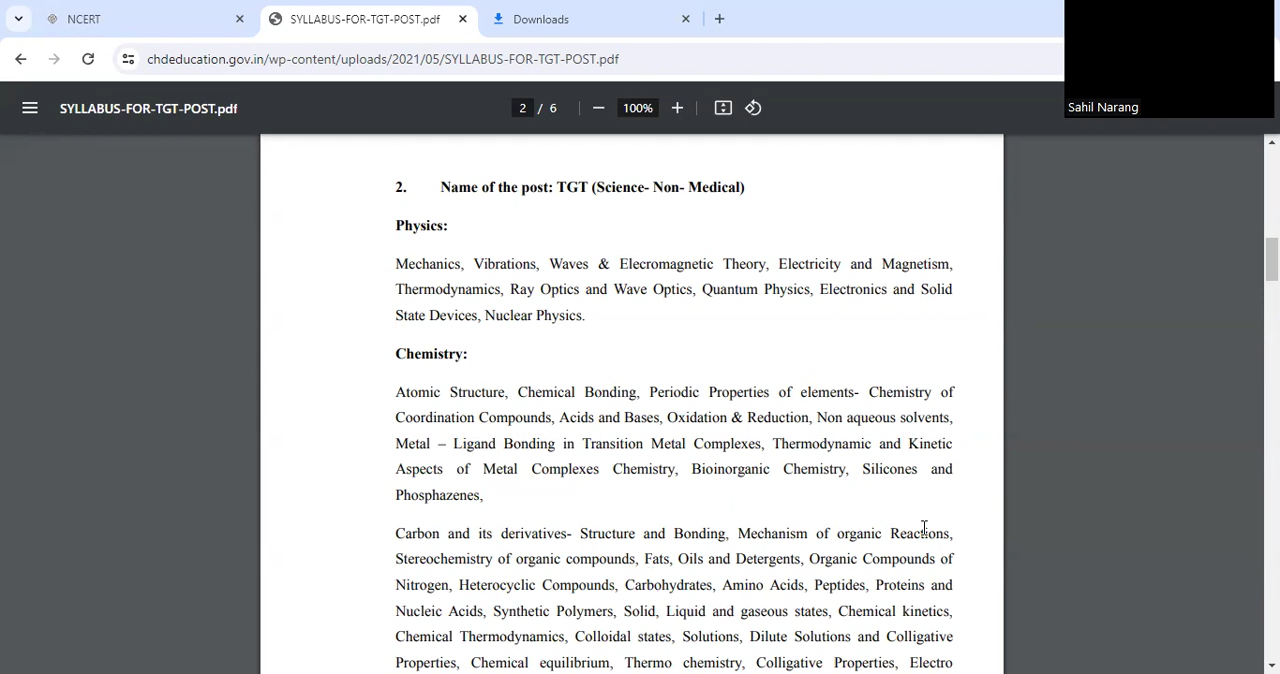 NCERT
SYLLABUS-FOR-TGT-POST.pdf
Downloads
chdeducation.gov.in/wp-content/uploads/2021/05/SYLLABUS-FOR-TGT-POST.pdf
Sahil Narang
SYLLABUS-FOR-TGT-POST.pdf
2 / 6
100%
2. Name of the post: TGT (Science- Non- Medical)
Physics:
Mechanics, Vibrations, Waves & Elecromagnetic Theory, Electricity and Magnetism,
Thermodynamics, Ray Optics and Wave Optics, Quantum Physics, Electronics and Solid
State Devices, Nuclear Physics.
Chemistry:
Atomic Structure, Chemical Bonding, Periodic Properties of elements- Chemistry of
Coordination Compounds, Acids and Bases, Oxidation & Reduction, Non aqueous solvents,
Metal – Ligand Bonding in Transition Metal Complexes, Thermodynamic and Kinetic
Aspects of Metal Complexes Chemistry, Bioinorganic Chemistry, Silicones and
Phosphazenes,
Carbon and its derivatives- Structure and Bonding, Mechanism of organic Reactions,
Stereochemistry of organic compounds, Fats, Oils and Detergents, Organic Compounds of
Nitrogen, Heterocyclic Compounds, Carbohydrates, Amino Acids, Peptides, Proteins and
Nucleic Acids, Synthetic Polymers, Solid, Liquid and gaseous states, Chemical kinetics,
Chemical Thermodynamics, Colloidal states, Solutions, Dilute Solutions and Colligative
Properties, Chemical equilibrium, Thermo chemistry, Colligative Properties, Electro